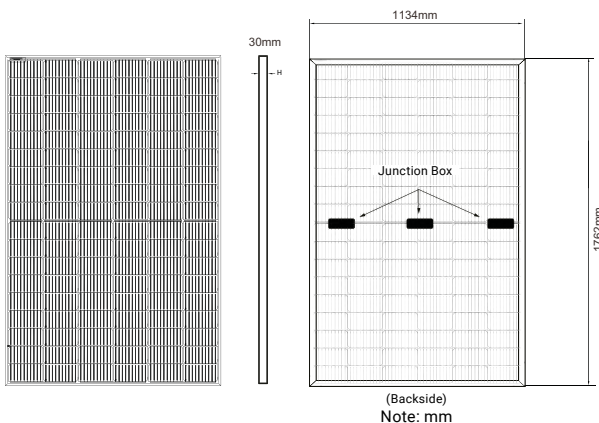 1134mm
30mm
H
Junction Box
1762mm
(Backside)
Note: mm